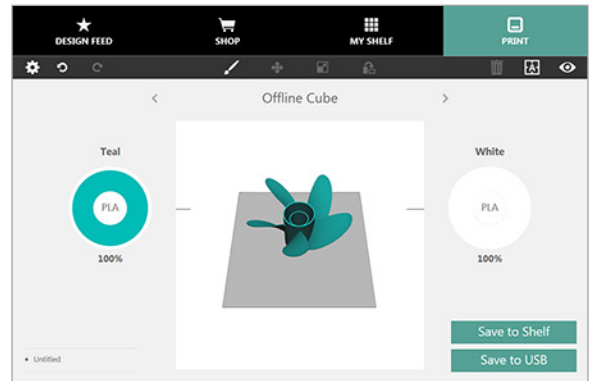 DESIGN FEED
SHOP
MY SHELF
PRINT
A
Offline Cube
Teal
White
PLA
PLA
100%
100%
Save to Shelf
• Untitled
Save to USB